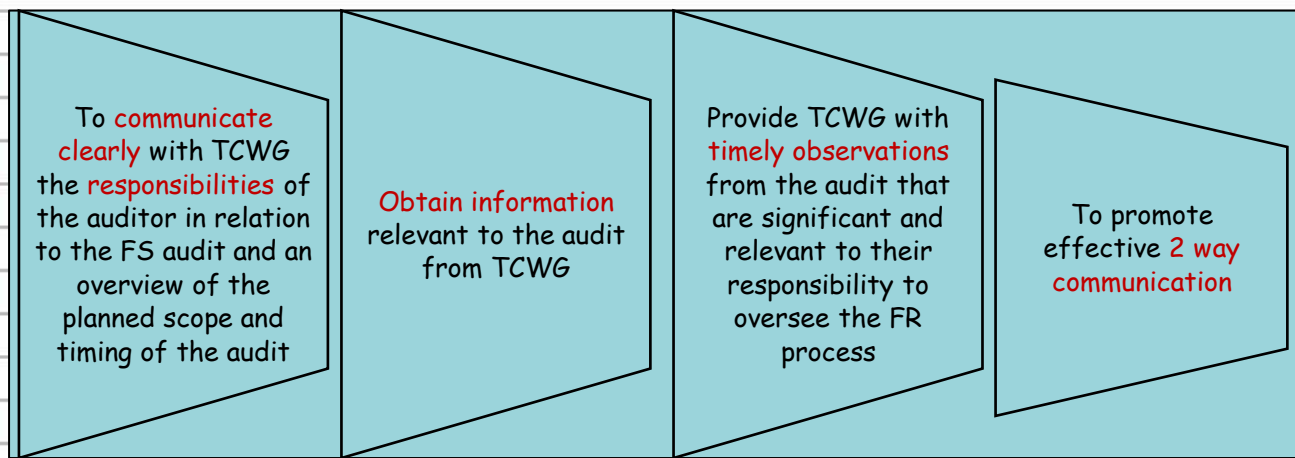 To communicate
clearly with TCWG
the responsibilities of
the auditor in relation
to the FS audit and an
overview of the
planned scope and
timing of the audit
Obtain information
relevant to the audit
from TCWG
Provide TCWG with
timely observations
from the audit that
are significant and
relevant to their
responsibility to
oversee the FR
process
To promote
effective 2 way
communication